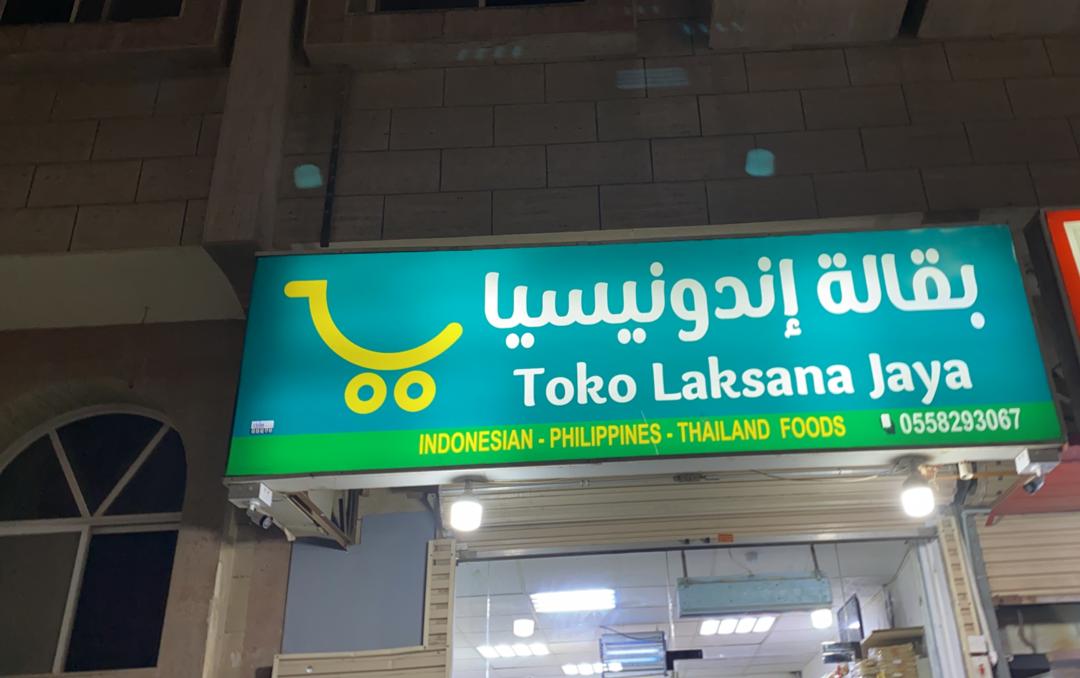 بقالة إندونيسيا
Toko Laksana Jaya
INDONESIAN - PHILIPPINES - THAILAND FOODS
0558293067